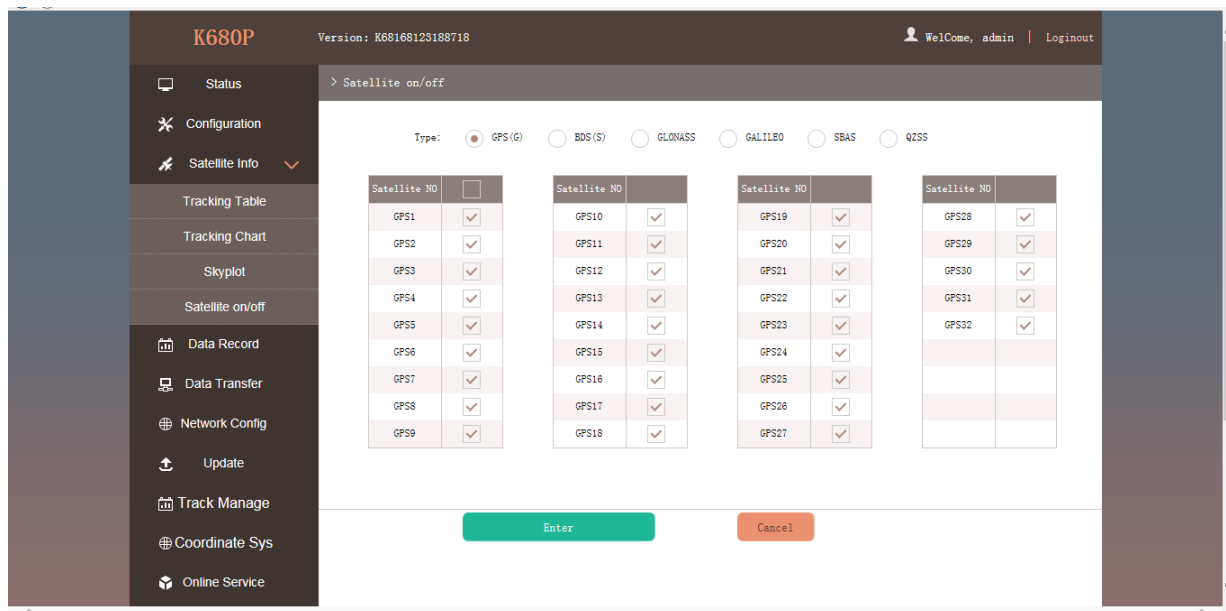 K680P
Version: K68168123188718
WelCome, admin | Loginout
Status
Configuration
Satellite Info
Tracking Table
Tracking Chart
Skyplot
Satellite on/off
Data Record
Data Transfer
Network Config
Update
Track Manage
Coordinate Sys
Online Service
> Satellite on/off
Type: GPS(G) BDS(S) GLONASS GALILEO SBAS QZSS
Satellite NO Satellite NO Satellite NO Satellite NO
GPS1 GPS10 GPS19 GPS28
GPS2 GPS11 GPS20 GPS29
GPS3 GPS12 GPS21 GPS30
GPS4 GPS13 GPS22 GPS31
GPS5 GPS14 GPS23 GPS32
GPS6 GPS15 GPS24
GPS7 GPS16 GPS25
GPS8 GPS17 GPS26
GPS9 GPS18 GPS27
Enter Cancel